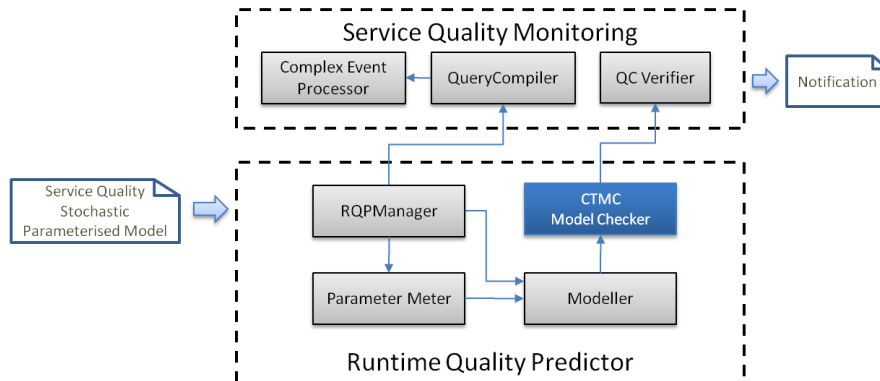 Service Quality Monitoring
Complex Event
Processor
QueryCompiler
QC Verifier
Notification
Service Quality
Stochastic
Parameterised Model
RQPManager
CTMC
Model Checker
Parameter Meter
Modeller
Runtime Quality Predictor